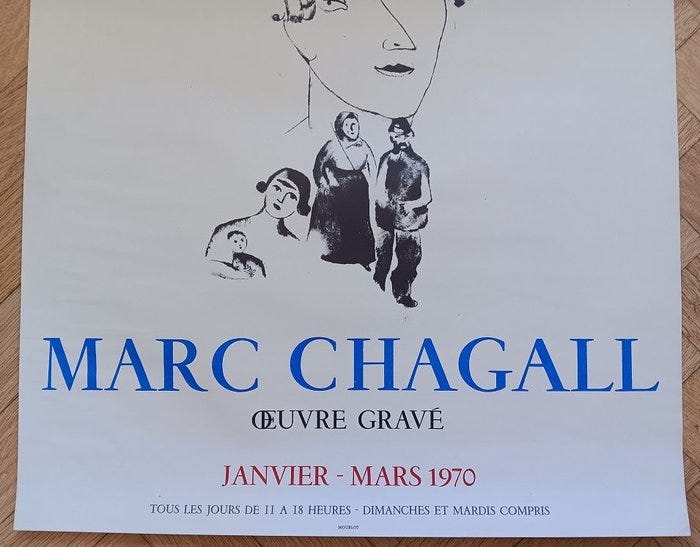 MARC CHAGALL
ŒUVRE GRAVÉ
JANVIER - MARS 1970
TOUS LES JOURS DE 11 A 18 HEURES · DIMANCHES ET MARDIS COMPRIS
MOURLOT